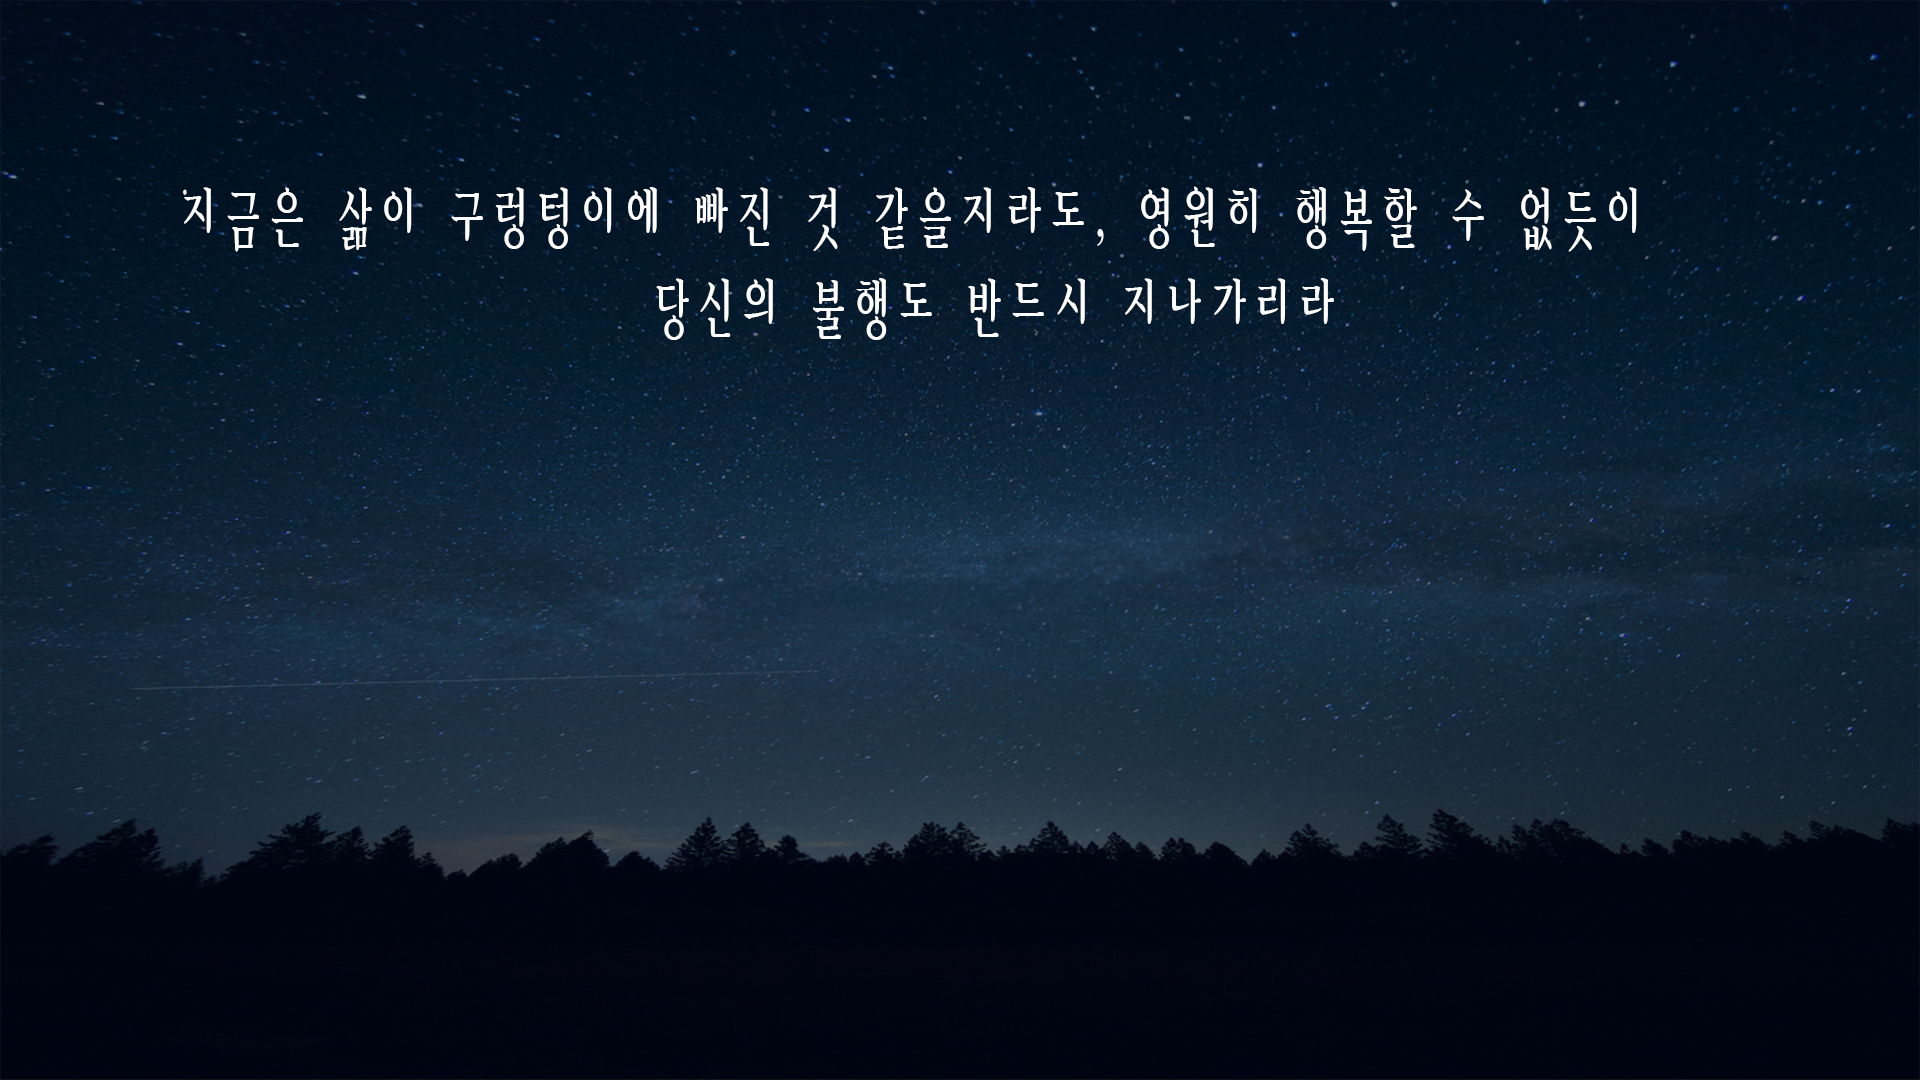 지금은 삶이 구렁텅이에 빠진 것 같을지라도, 영원히 행복할 수 없듯이
당신의 불행도 반드시 지나가리라